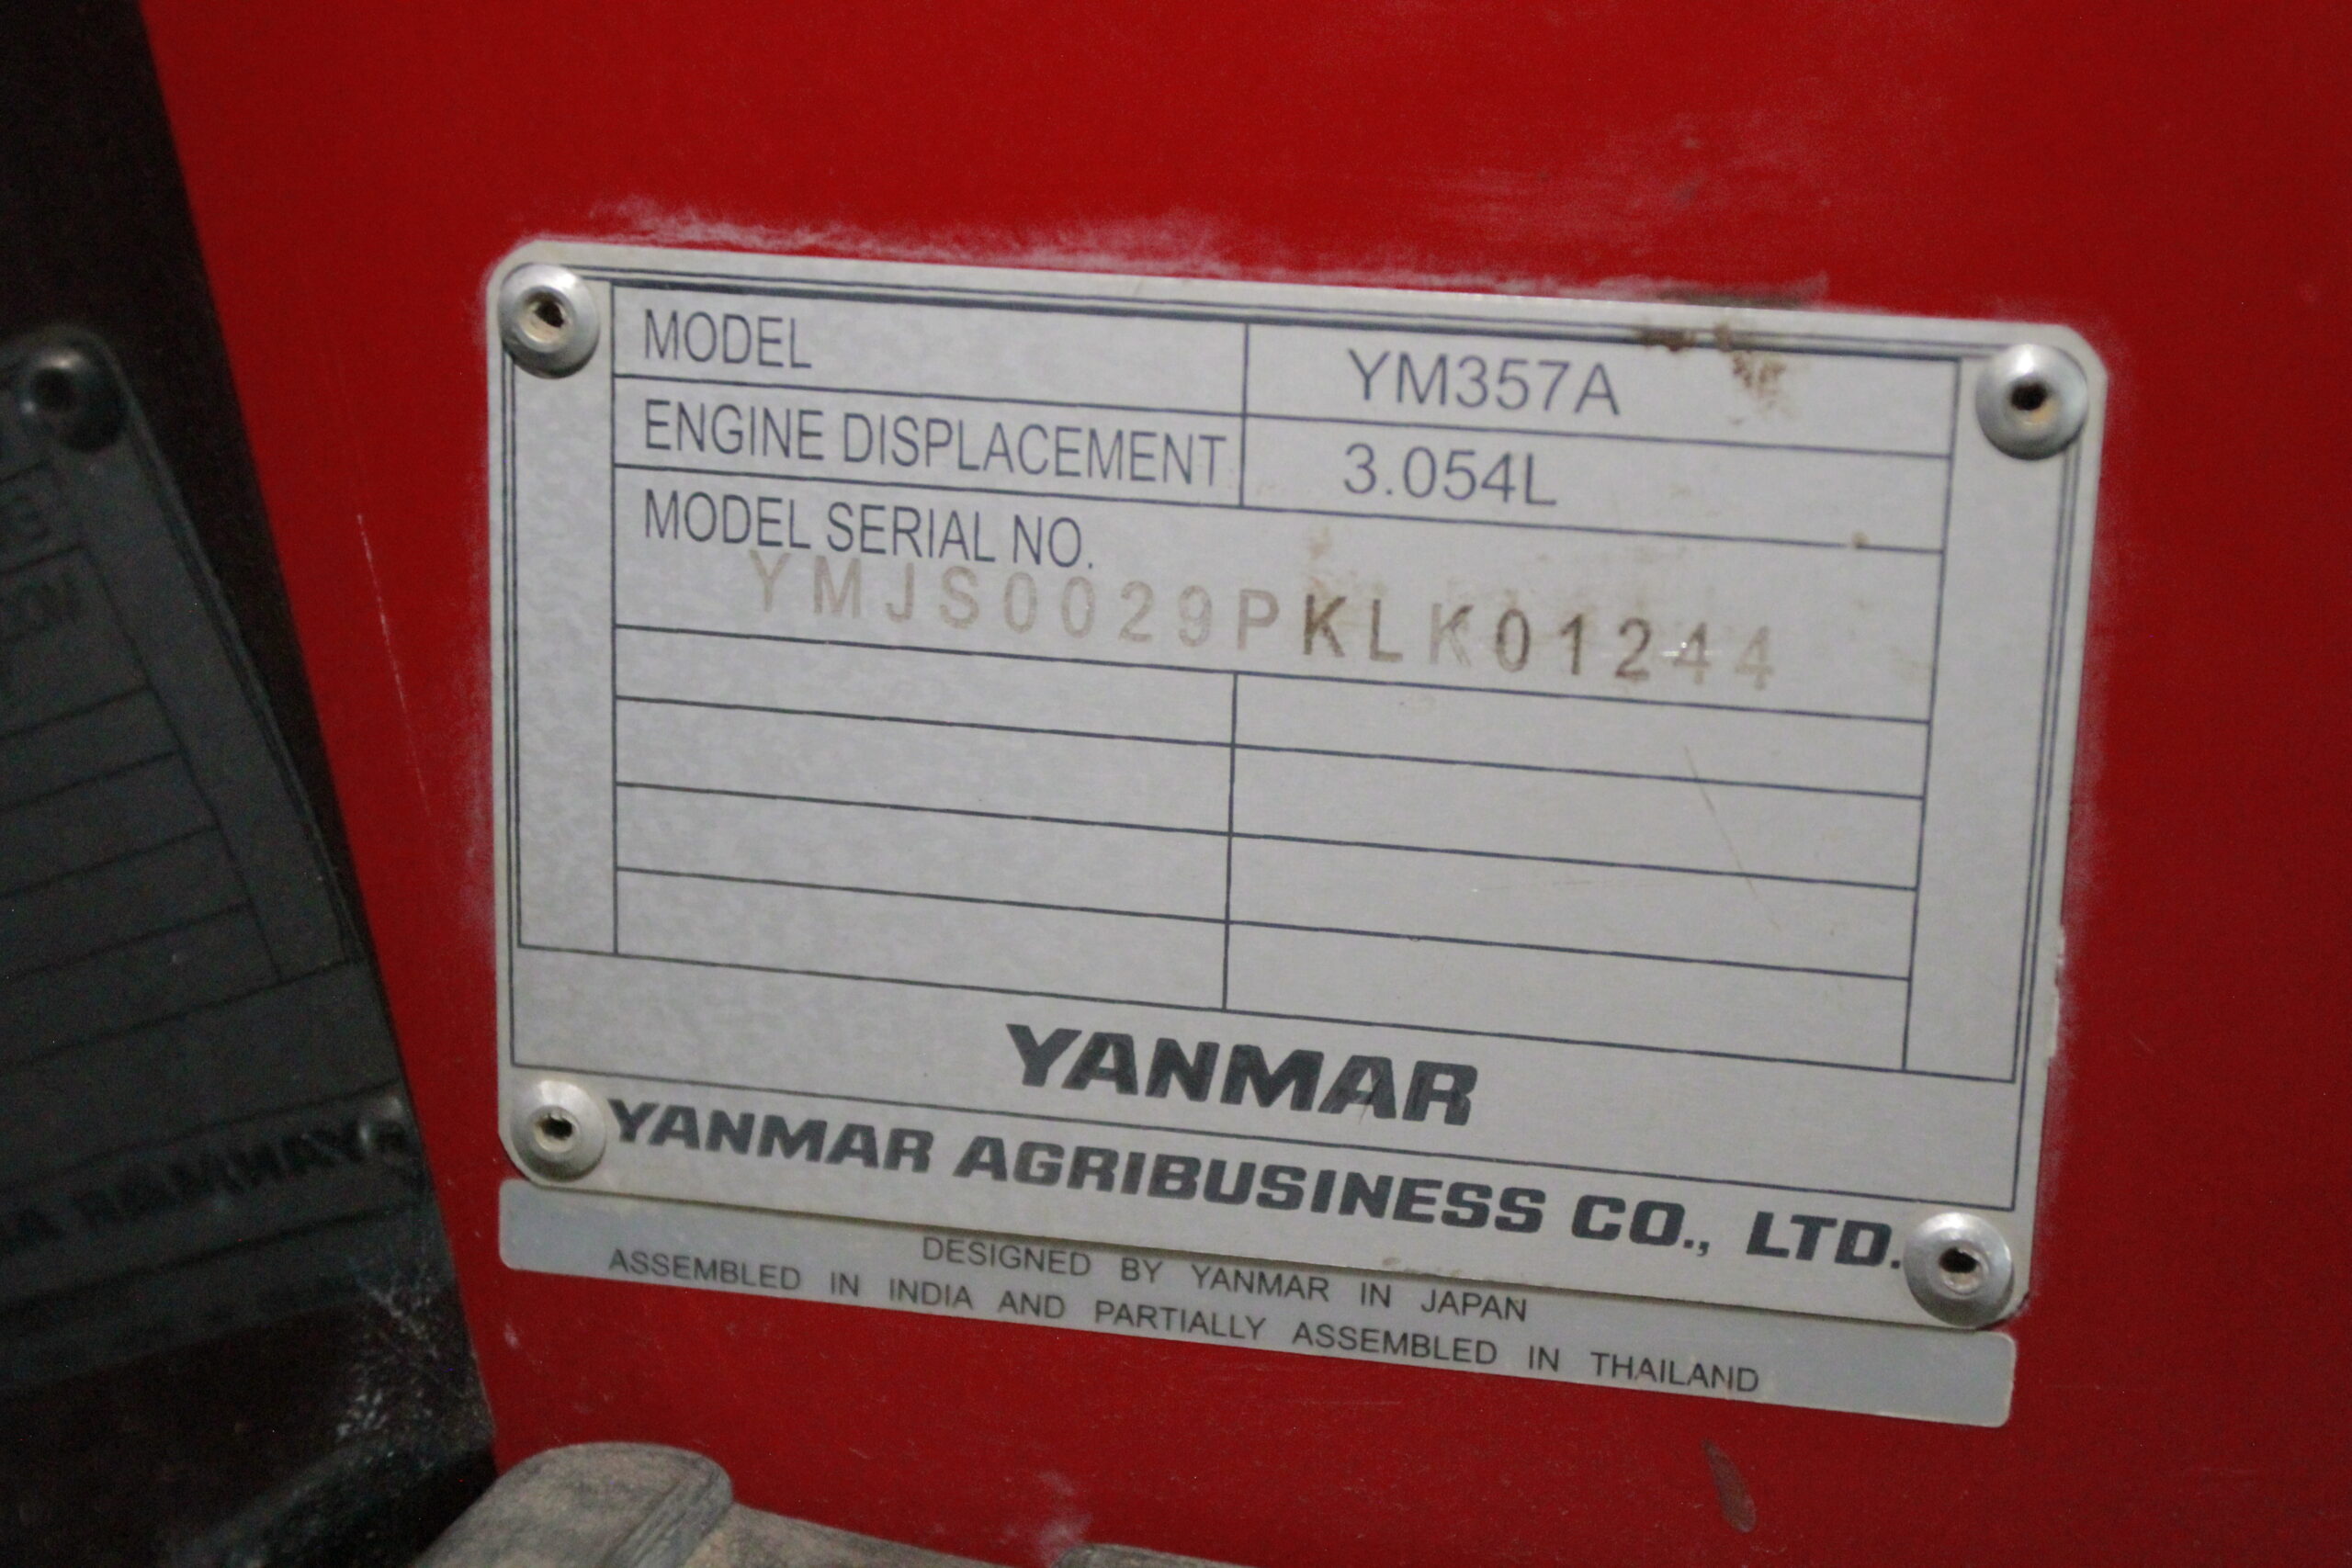 MODEL YM357A
ENGINE DISPLACEMENT 3.054L
MODEL SERIAL NO.
YMJS0029PKLK01244
YANMAR
YANMAR AGRIBUSINESS CO., LTD.
DESIGNED BY YANMAR IN JAPAN
ASSEMBLED IN INDIA AND PARTIALLY ASSEMBLED IN THAILAND